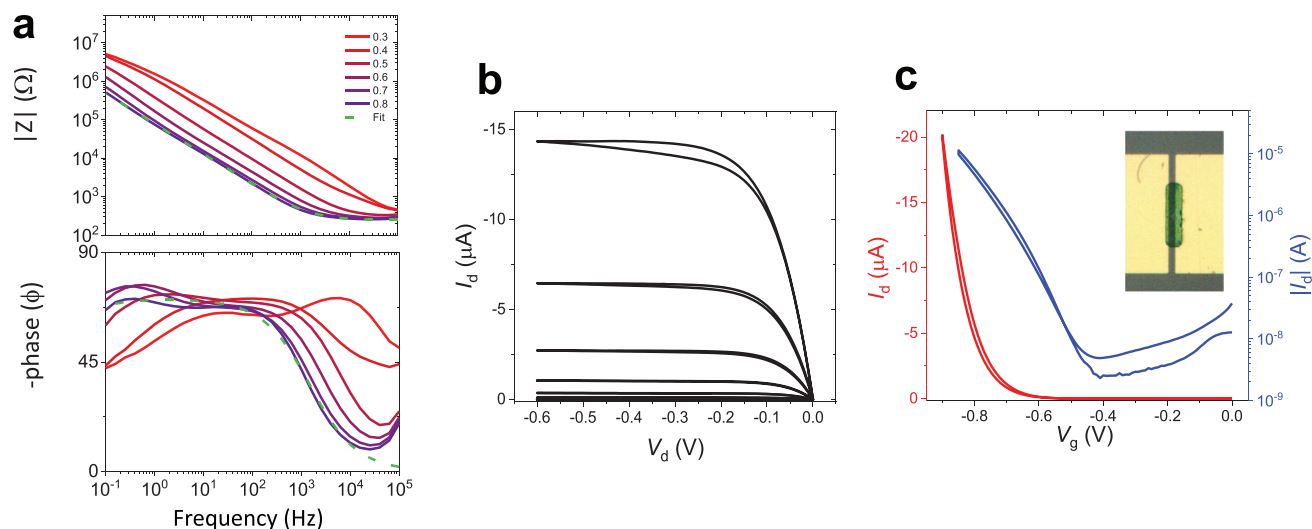 a
|Z| (Ω)
10⁷
10⁶
10⁵
10⁴
10³
10²
0.3
0.4
0.5
0.6
0.7
0.8
Fit
-phase (ϕ)
90
45
0
10⁻¹ 10⁰ 10¹ 10² 10³ 10⁴ 10⁵
Frequency (Hz)
b
I_d (μA)
-15
-10
-5
0
-0.6 -0.5 -0.4 -0.3 -0.2 -0.1 0.0
V_d (V)
c
I_d (μA)
-20
-15
-10
-5
0
-0.8 -0.6 -0.4 -0.2 0.0
V_g (V)
10⁻⁵
10⁻⁶
10⁻⁷
10⁻⁸
10⁻⁹
|I_d| (A)